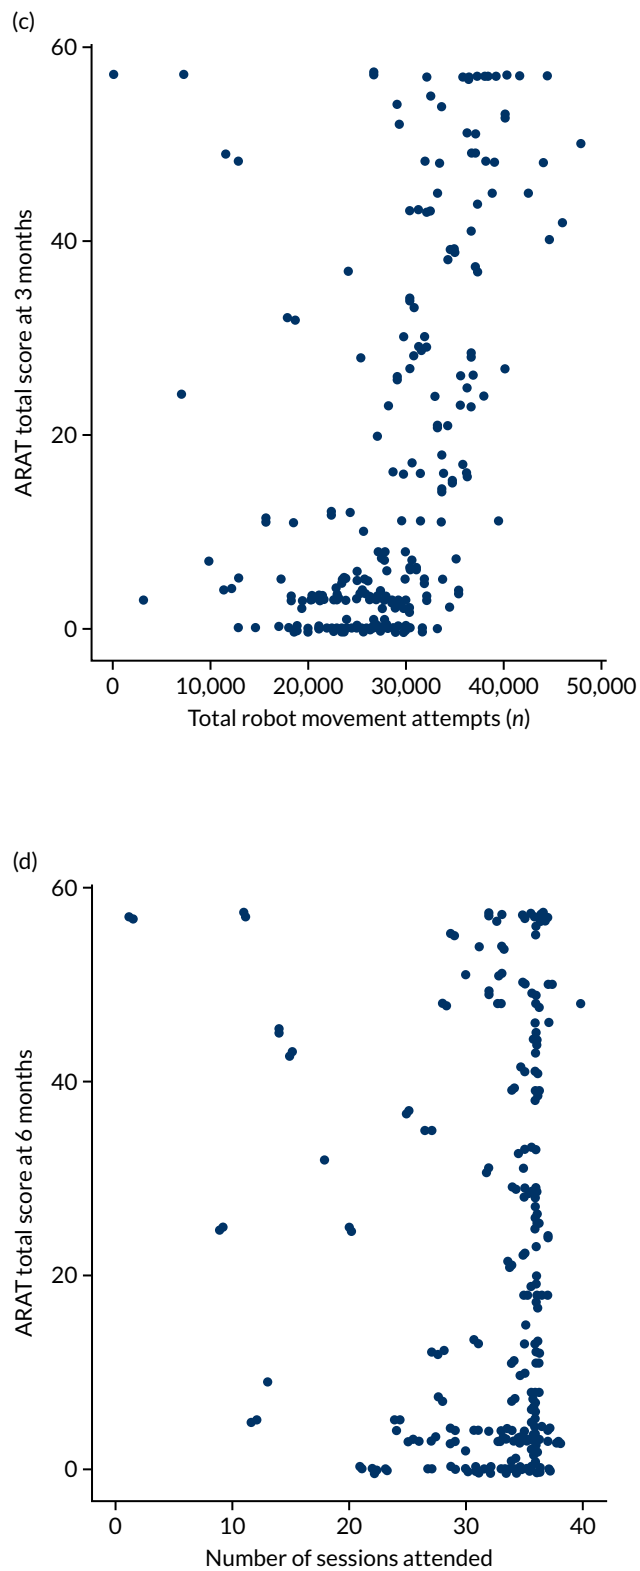 (c)
60
40
20
0
ARAT total score at 3 months
0 10,000 20,000 30,000 40,000 50,000
Total robot movement attempts (n)
(d)
60
40
20
0
ARAT total score at 6 months
0 10 20 30 40
Number of sessions attended